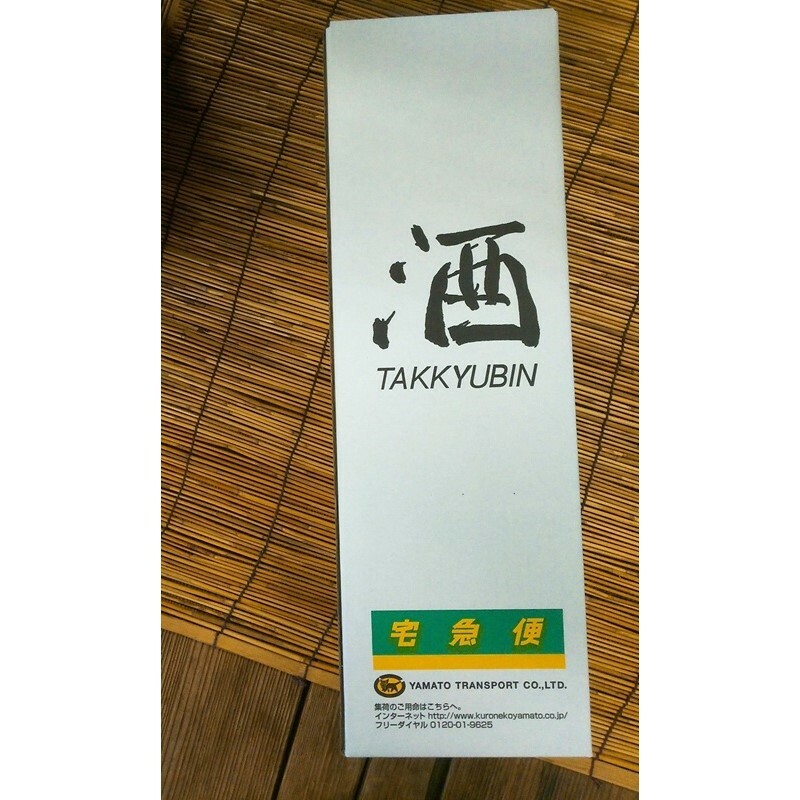 酒
TAKKYUBIN
宅急便
YAMATO TRANSPORT CO.,LTD.
集荷のご用命はこちらへ。
インターネット http://www.kuronekoyamato.co.jp/
フリーダイヤル 0120-01-9625